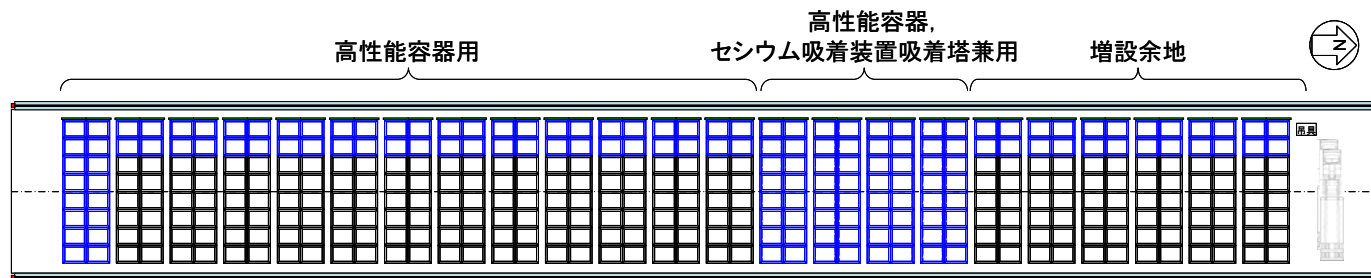 高性能容器用
高性能容器,
セシウム吸着装置吸着塔兼用
増設余地
N
吊具